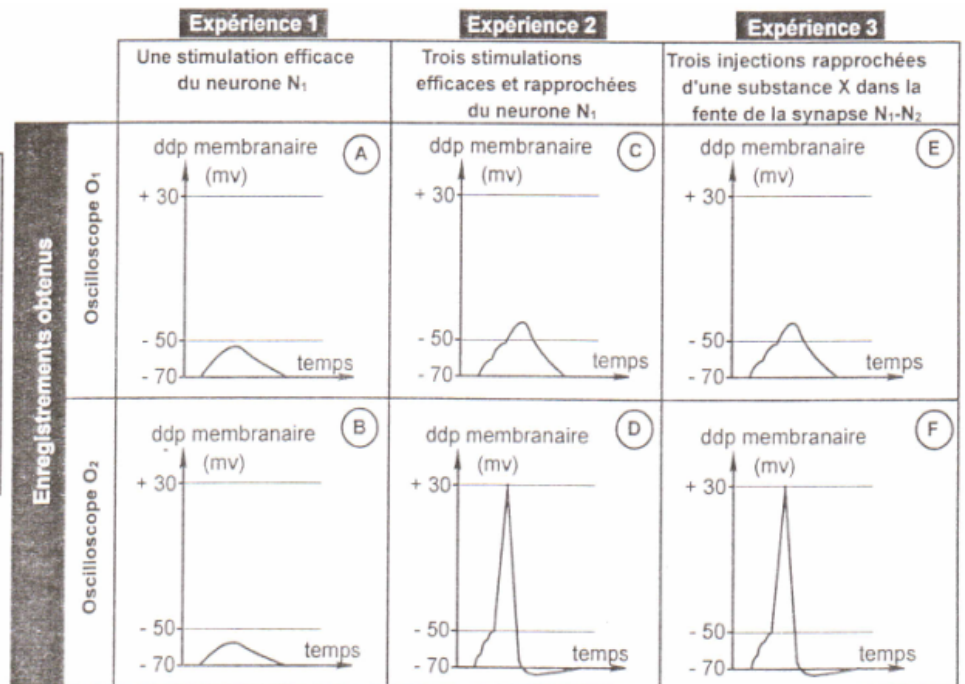 Expérience 1
Expérience 2
Expérience 3
Une stimulation efficace
du neurone N₁
Trois stimulations
efficaces et rapprochées
du neurone N₁
Trois injections rapprochées
d'une substance X dans la
fente de la synapse N₁-N₂
Enregistrements obtenus
Oscilloscope O₁
ddp membranaire
(mv)
A
+ 30
- 50
- 70
temps
ddp membranaire
(mv)
C
+ 30
- 50
- 70
temps
ddp membranaire
(mv)
E
+ 30
- 50
- 70
temps
Oscilloscope O₂
ddp membranaire
(mv)
B
+ 30
- 50
- 70
temps
ddp membranaire
(mv)
D
+ 30
- 50
- 70
temps
ddp membranaire
(mv)
F
+ 30
- 50
- 70
temps